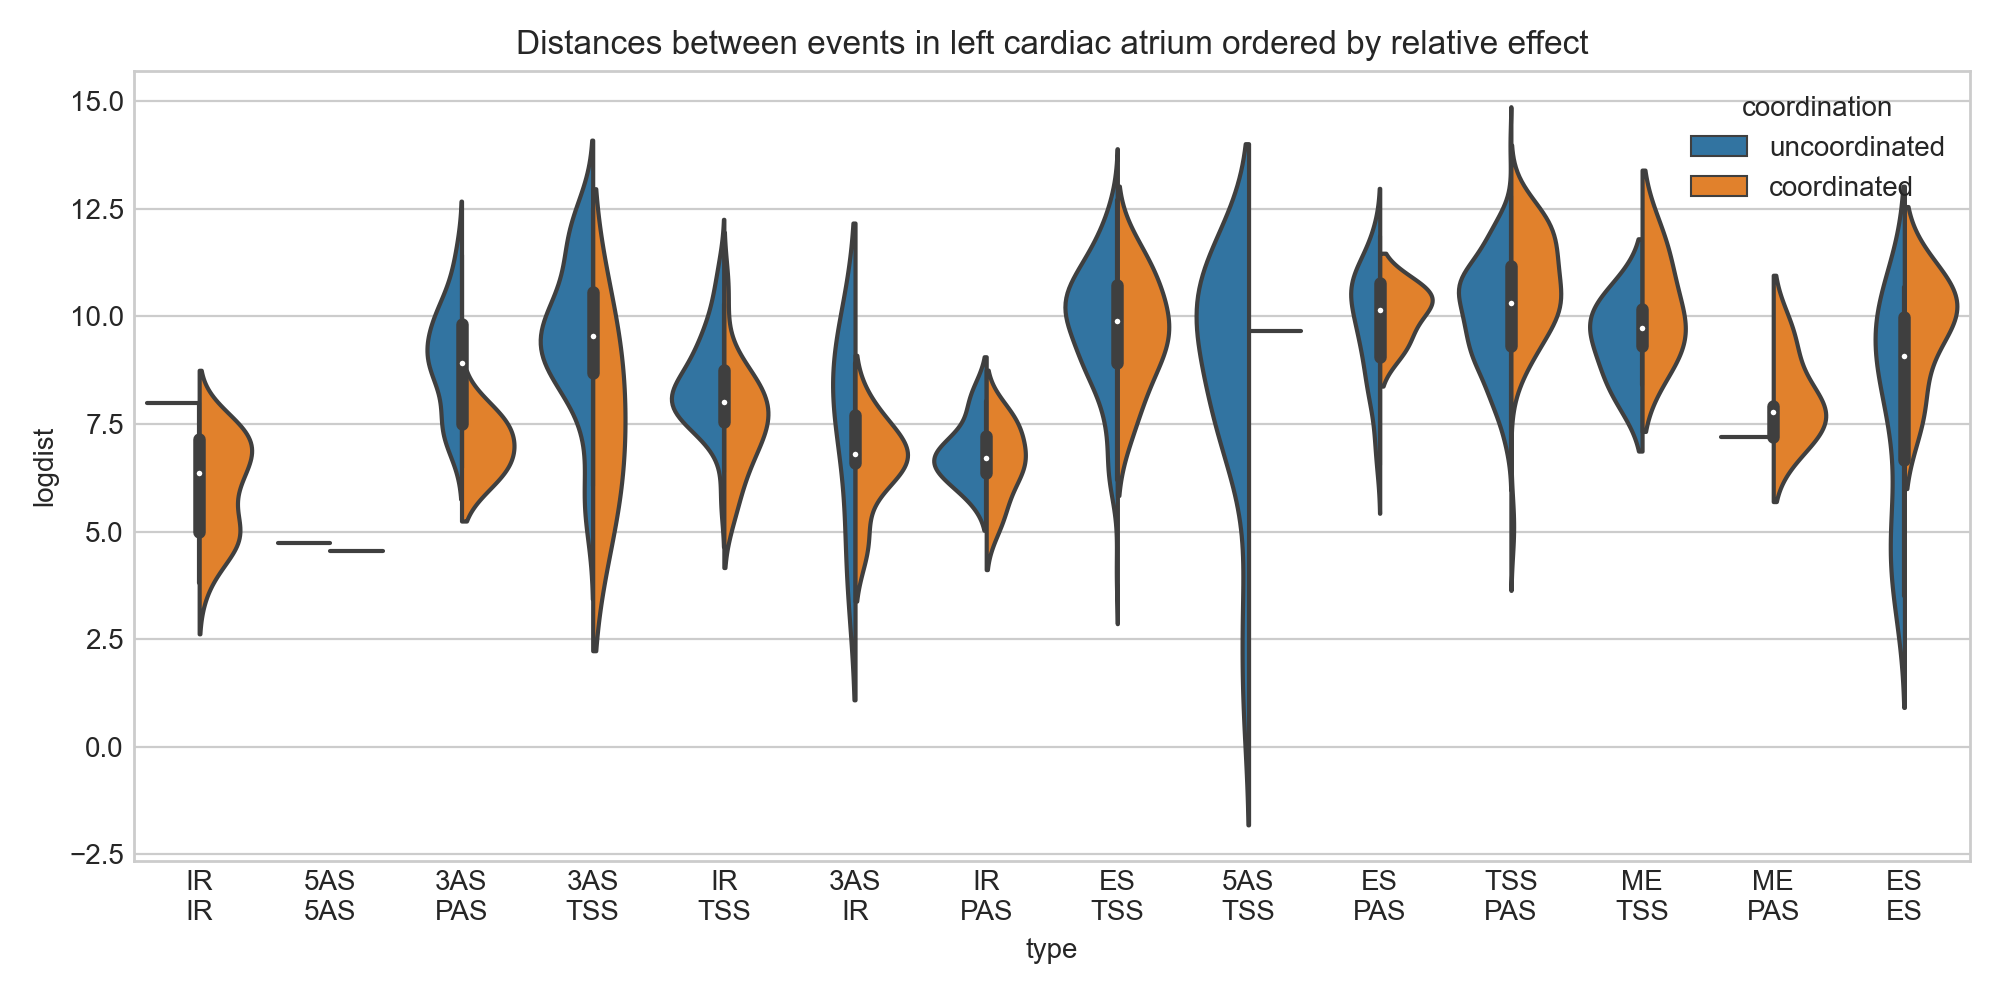 Distances between events in left cardiac atrium ordered by relative effect
15.0
12.5
10.0
7.5
5.0
2.5
0.0
−2.5
logdist
coordination
uncoordinated
coordinated
IR 5AS 3AS 3AS IR 3AS IR ES 5AS ES TSS ME ME ES
IR 5AS PAS TSS TSS IR PAS TSS TSS PAS PAS TSS PAS ES
type